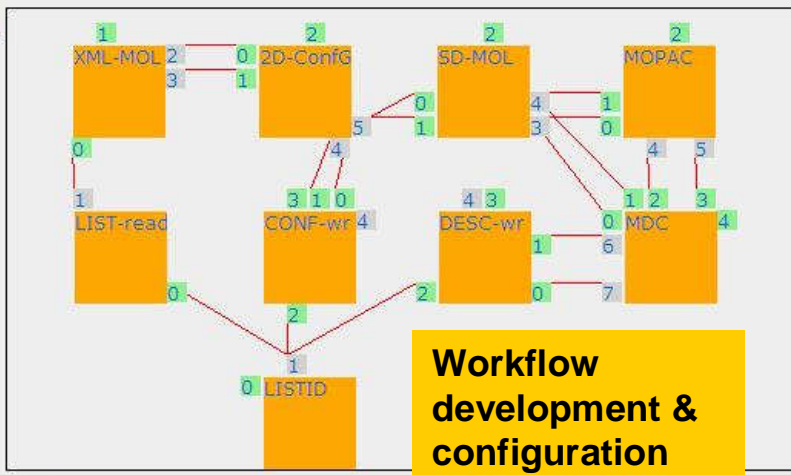 1 2 2 2
XML-MOL 2 0 2D-ConfG SD-MOL MOPAC
3 1 0 4 1
5 1 3 0
0 4 4 5
1 3 1 0 4 3 1 2 3
LIST-read CONF-wr 4 DESC-wr 0 MDC 4
1 6
0 2 0 7
2
1
0 LISTID
Workflow
development &
configuration